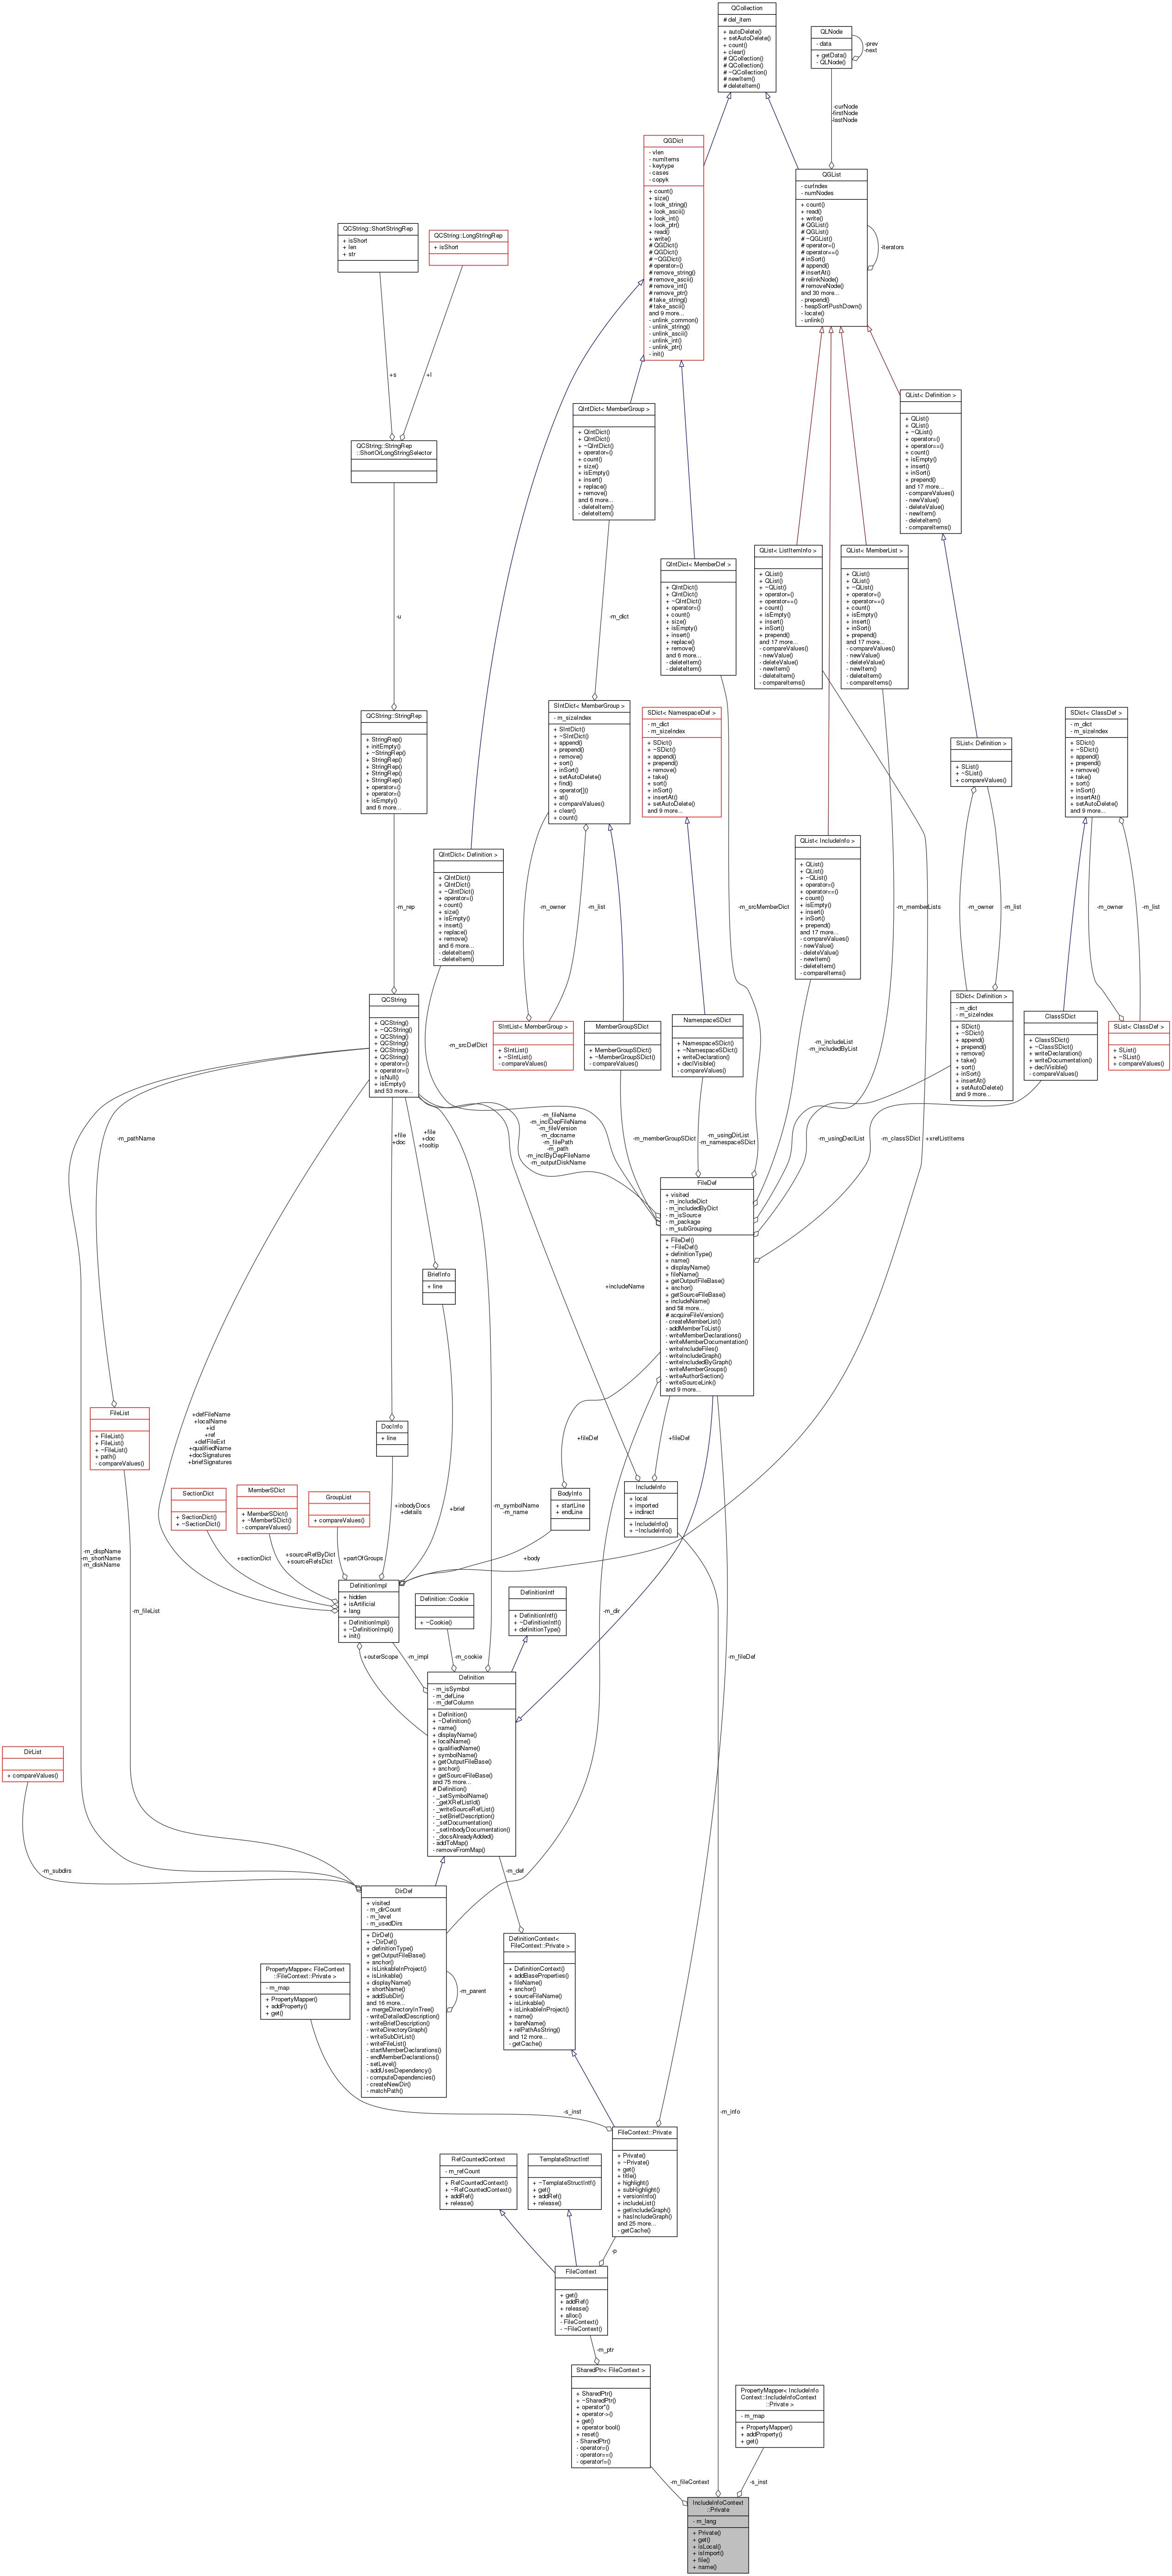 QCollection
# del_item
+ autoDelete()
+ setAutoDelete()
+ count()
+ clear()
# QCollection()
# QCollection()
# ~QCollection()
# newItem()
# deleteItem()
QLNode
- data
+ getData()
- QLNode()
-prev
-next
-curNode
-firstNode
-lastNode
QGDict
- vlen
- numItems
- keytype
- cases
- copyk
+ count()
+ size()
+ look_string()
+ look_ascii()
+ look_int()
+ look_ptr()
+ read()
+ write()
# QGDict()
# QGDict()
# ~QGDict()
# operator=()
# remove_string()
# remove_ascii()
# remove_int()
# remove_ptr()
# take_string()
# take_ascii()
and 9 more...
- unlink_common()
- unlink_string()
- unlink_ascii()
- unlink_int()
- unlink_ptr()
- init()
QGList
- curIndex
- numNodes
+ count()
+ read()
+ write()
# QGList()
# QGList()
# ~QGList()
# operator=()
# operator==()
# inSort()
# append()
# insertAt()
# relinkNode()
# removeNode()
and 30 more...
- prepend()
- heapSortPushDown()
- locate()
- unlink()
-iterators
QCString::ShortStringRep
+ isShort
+ len
+ str
QCString::LongStringRep
+ isShort
+s
+l
QCString::StringRep
::ShortOrLongStringSelector
-u
QIntDict< MemberGroup >
+ QIntDict()
+ QIntDict()
+ ~QIntDict()
+ operator=()
+ count()
+ size()
+ isEmpty()
+ insert()
+ replace()
+ remove()
and 6 more...
- deleteItem()
- deleteItem()
QList< Definition >
+ QList()
+ QList()
+ ~QList()
+ operator=()
+ operator==()
+ count()
+ isEmpty()
+ insert()
+ inSort()
+ prepend()
and 17 more...
- compareValues()
- newValue()
- deleteValue()
- newItem()
- deleteItem()
- compareItems()
-m_dict
QIntDict< MemberDef >
+ QIntDict()
+ QIntDict()
+ ~QIntDict()
+ operator=()
+ count()
+ size()
+ isEmpty()
+ insert()
+ replace()
+ remove()
and 6 more...
- deleteItem()
- deleteItem()
QList< ListItemInfo >
+ QList()
+ QList()
+ ~QList()
+ operator=()
+ operator==()
+ count()
+ isEmpty()
+ insert()
+ inSort()
+ prepend()
and 17 more...
- compareValues()
- newValue()
- deleteValue()
- newItem()
- deleteItem()
- compareItems()
QList< MemberList >
+ QList()
+ QList()
+ ~QList()
+ operator=()
+ operator==()
+ count()
+ isEmpty()
+ insert()
+ inSort()
+ prepend()
and 17 more...
- compareValues()
- newValue()
- deleteValue()
- newItem()
- deleteItem()
- compareItems()
QCString::StringRep
+ StringRep()
+ initEmpty()
+ ~StringRep()
+ StringRep()
+ StringRep()
+ StringRep()
+ StringRep()
+ operator=()
+ operator=()
+ isEmpty()
and 6 more...
SIntDict< MemberGroup >
- m_sizeIndex
+ SIntDict()
+ ~SIntDict()
+ append()
+ prepend()
+ remove()
+ sort()
+ inSort()
+ setAutoDelete()
+ find()
+ operator[]()
+ at()
+ compareValues()
+ clear()
+ count()
SDict< NamespaceDef >
- m_dict
- m_sizeIndex
+ SDict()
+ ~SDict()
+ append()
+ prepend()
+ remove()
+ take()
+ sort()
+ inSort()
+ insertAt()
+ setAutoDelete()
and 9 more...
SList< Definition >
+ SList()
+ ~SList()
+ compareValues()
SDict< ClassDef >
- m_dict
- m_sizeIndex
+ SDict()
+ ~SDict()
+ append()
+ prepend()
+ remove()
+ take()
+ sort()
+ inSort()
+ insertAt()
+ setAutoDelete()
and 9 more...
-m_rep
QIntDict< Definition >
+ QIntDict()
+ QIntDict()
+ ~QIntDict()
+ operator=()
+ count()
+ size()
+ isEmpty()
+ insert()
+ replace()
+ remove()
and 6 more...
- deleteItem()
- deleteItem()
QList< IncludeInfo >
+ QList()
+ QList()
+ ~QList()
+ operator=()
+ operator==()
+ count()
+ isEmpty()
+ insert()
+ inSort()
+ prepend()
and 17 more...
- compareValues()
- newValue()
- deleteValue()
- newItem()
- deleteItem()
- compareItems()
-m_owner
-m_list
-m_srcMemberDict
-m_memberLists
-m_owner
-m_list
-m_owner
-m_list
QCString
+ QCString()
+ ~QCString()
+ QCString()
+ QCString()
+ QCString()
+ QCString()
+ operator=()
+ operator=()
+ isNull()
+ isEmpty()
and 53 more...
-m_srcDefDict
SIntList< MemberGroup >
+ SIntList()
+ ~SIntList()
- compareValues()
MemberGroupSDict
+ MemberGroupSDict()
+ ~MemberGroupSDict()
- compareValues()
NamespaceSDict
+ NamespaceSDict()
+ ~NamespaceSDict()
+ writeDeclaration()
+ declVisible()
- compareValues()
-m_includeList
-m_includedByList
SDict< Definition >
- m_dict
- m_sizeIndex
+ SDict()
+ ~SDict()
+ append()
+ prepend()
+ remove()
+ take()
+ sort()
+ inSort()
+ insertAt()
+ setAutoDelete()
and 9 more...
ClassSDict
+ ClassSDict()
+ ~ClassSDict()
+ writeDeclaration()
+ writeDocumentation()
+ declVisible()
- compareValues()
SList< ClassDef >
+ SList()
+ ~SList()
+ compareValues()
-m_pathName
+file
+doc
+file
+doc
+tooltip
-m_fileName
-m_inclDepFileName
-m_fileVersion
-m_docname
-m_filePath
-m_path
-m_inclByDepFileName
-m_outputDiskName
-m_memberGroupSDict
-m_usingDirList
-m_namespaceSDict
-m_usingDeclList
-m_classSDict
+xrefListItems
FileDef
+ visited
- m_includeDict
- m_includedByDict
- m_isSource
- m_package
- m_subGrouping
+ FileDef()
+ ~FileDef()
+ definitionType()
+ name()
+ displayName()
+ fileName()
+ getOutputFileBase()
+ anchor()
+ getSourceFileBase()
+ includeName()
and 58 more...
# acquireFileVersion()
- createMemberList()
- addMemberToList()
- writeMemberDeclarations()
- writeMemberDocumentation()
- writeIncludeFiles()
- writeIncludeGraph()
- writeIncludedByGraph()
- writeMemberGroups()
- writeAuthorSection()
- writeSourceLink()
and 9 more...
BriefInfo
+ line
+includeName
FileList
+ FileList()
+ FileList()
+ ~FileList()
+ path()
- compareValues()
+defFileName
+localName
+id
+ref
+defFileExt
+qualifiedName
+docSignatures
+briefSignatures
DocInfo
+ line
+fileDef
+fileDef
SectionDict
+ SectionDict()
+ ~SectionDict()
MemberSDict
+ MemberSDict()
+ ~MemberSDict()
- compareValues()
GroupList
+ compareValues()
+inbodyDocs
+details
+brief
-m_symbolName
-m_name
BodyInfo
+ startLine
+ endLine
IncludeInfo
+ local
+ imported
+ indirect
+ IncludeInfo()
+ ~IncludeInfo()
-m_dispName
-m_shortName
-m_diskName
+sectionDict
+sourceRefByDict
+sourceRefsDict
+partOfGroups
+body
DefinitionImpl
+ hidden
+ isArtificial
+ lang
+ DefinitionImpl()
+ ~DefinitionImpl()
+ init()
Definition::Cookie
+ ~Cookie()
DefinitionIntf
+ DefinitionIntf()
+ ~DefinitionIntf()
+ definitionType()
-m_fileList
-m_dir
+outerScope
-m_impl
-m_cookie
-m_fileDef
Definition
- m_isSymbol
- m_defLine
- m_defColumn
+ Definition()
+ ~Definition()
+ name()
+ displayName()
+ localName()
+ qualifiedName()
+ symbolName()
+ getOutputFileBase()
+ anchor()
+ getSourceFileBase()
and 75 more...
# Definition()
- _setSymbolName()
- _getXRefListId()
- _writeSourceRefList()
- _setBriefDescription()
- _setDocumentation()
- _setInbodyDocumentation()
- _docsAlreadyAdded()
- addToMap()
- removeFromMap()
DirList
+ compareValues()
-m_subdirs
-m_def
DirDef
+ visited
- m_dirCount
- m_level
- m_usedDirs
+ DirDef()
+ ~DirDef()
+ definitionType()
+ getOutputFileBase()
+ anchor()
+ isLinkableInProject()
+ isLinkable()
+ displayName()
+ shortName()
+ addSubDir()
and 16 more...
+ mergeDirectoryInTree()
- writeDetailedDescription()
- writeBriefDescription()
- writeDirectoryGraph()
- writeSubDirList()
- writeFileList()
- startMemberDeclarations()
- endMemberDeclarations()
- setLevel()
- addUsesDependency()
- computeDependencies()
- createNewDir()
- matchPath()
-m_parent
DefinitionContext<
FileContext::Private >
+ DefinitionContext()
+ addBaseProperties()
+ fileName()
+ anchor()
+ sourceFileName()
+ isLinkable()
+ isLinkableInProject()
+ name()
+ bareName()
+ relPathAsString()
and 12 more...
- getCache()
PropertyMapper< FileContext
::FileContext::Private >
- m_map
+ PropertyMapper()
+ addProperty()
+ get()
-s_inst
-m_info
FileContext::Private
+ Private()
+ ~Private()
+ get()
+ title()
+ highlight()
+ subHighlight()
+ versionInfo()
+ includeList()
+ getIncludeGraph()
+ hasIncludeGraph()
and 25 more...
- getCache()
RefCountedContext
- m_refCount
+ RefCountedContext()
+ ~RefCountedContext()
+ addRef()
+ release()
TemplateStructIntf
+ ~TemplateStructIntf()
+ get()
+ addRef()
+ release()
-p
FileContext
+ get()
+ addRef()
+ release()
+ alloc()
- FileContext()
- ~FileContext()
-m_ptr
SharedPtr< FileContext >
+ SharedPtr()
+ ~SharedPtr()
+ operator*()
+ operator->()
+ get()
+ operator bool()
+ reset()
- SharedPtr()
- operator=()
- operator==()
- operator!=()
PropertyMapper< IncludeInfo
Context::IncludeInfoContext
::Private >
- m_map
+ PropertyMapper()
+ addProperty()
+ get()
-m_fileContext
-s_inst
IncludeInfoContext
::Private
- m_lang
+ Private()
+ get()
+ isLocal()
+ isImport()
+ file()
+ name()